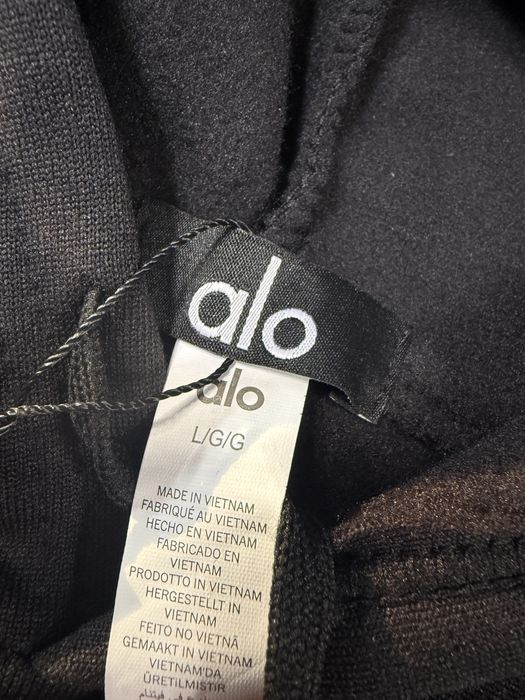 alo
alo
L/G/G
MADE IN VIETNAM
FABRIQUÉ AU VIETNAM
HECHO EN VIETNAM
FABRICADO EN
VIETNAM
PRODOTTO IN VIETNAM
HERGESTELLT IN
VIETNAM
FEITO NO VIETNÃ
GEMAAKT IN VIETNAM
VIETNAM'DA
ÜRETILMISTIR